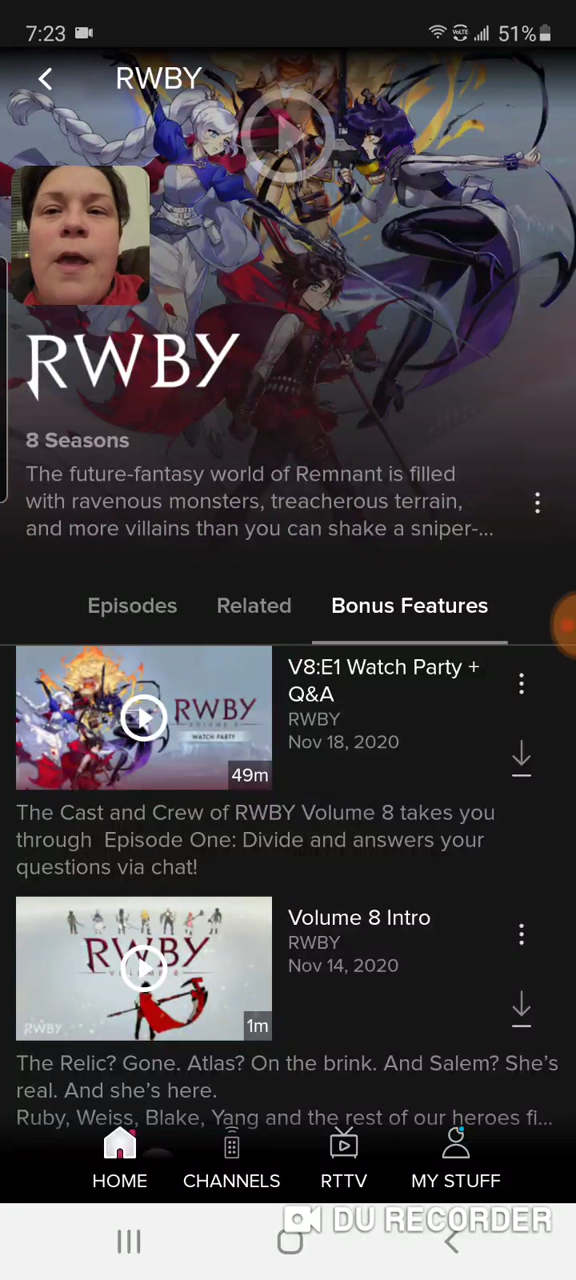 7:23
51%
RWBY
RWBY
8 Seasons
The future-fantasy world of Remnant is filled
with ravenous monsters, treacherous terrain,
and more villains than you can shake a sniper-...
Episodes
Related
Bonus Features
RWBY
WATCH PARTY
49m
V8:E1 Watch Party +
Q&A
RWBY
Nov 18, 2020
The Cast and Crew of RWBY Volume 8 takes you
through Episode One: Divide and answers your
questions via chat!
RWBY
VOLUME 8
RWBY
1m
Volume 8 Intro
RWBY
Nov 14, 2020
The Relic? Gone. Atlas? On the brink. And Salem? She’s
real. And she’s here.
Ruby, Weiss, Blake, Yang and the rest of our heroes fi...
HOME
CHANNELS
RTTV
MY STUFF
DU RECORDER